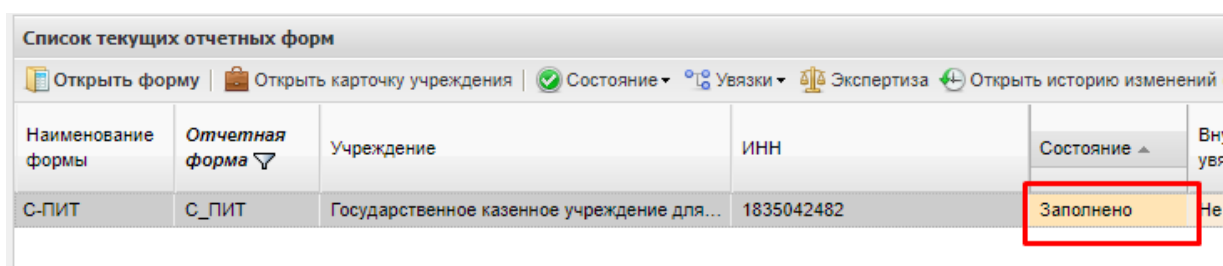 Список текущих отчетных форм
Открыть форму Открыть карточку учреждения Состояние Увязки Экспертиза Открыть историю изменений
Наименование формы Отчетная форма Учреждение ИНН Состояние
С-ПИТ С_ПИТ Государственное казенное учреждение для... 1835042482 Заполнено Не